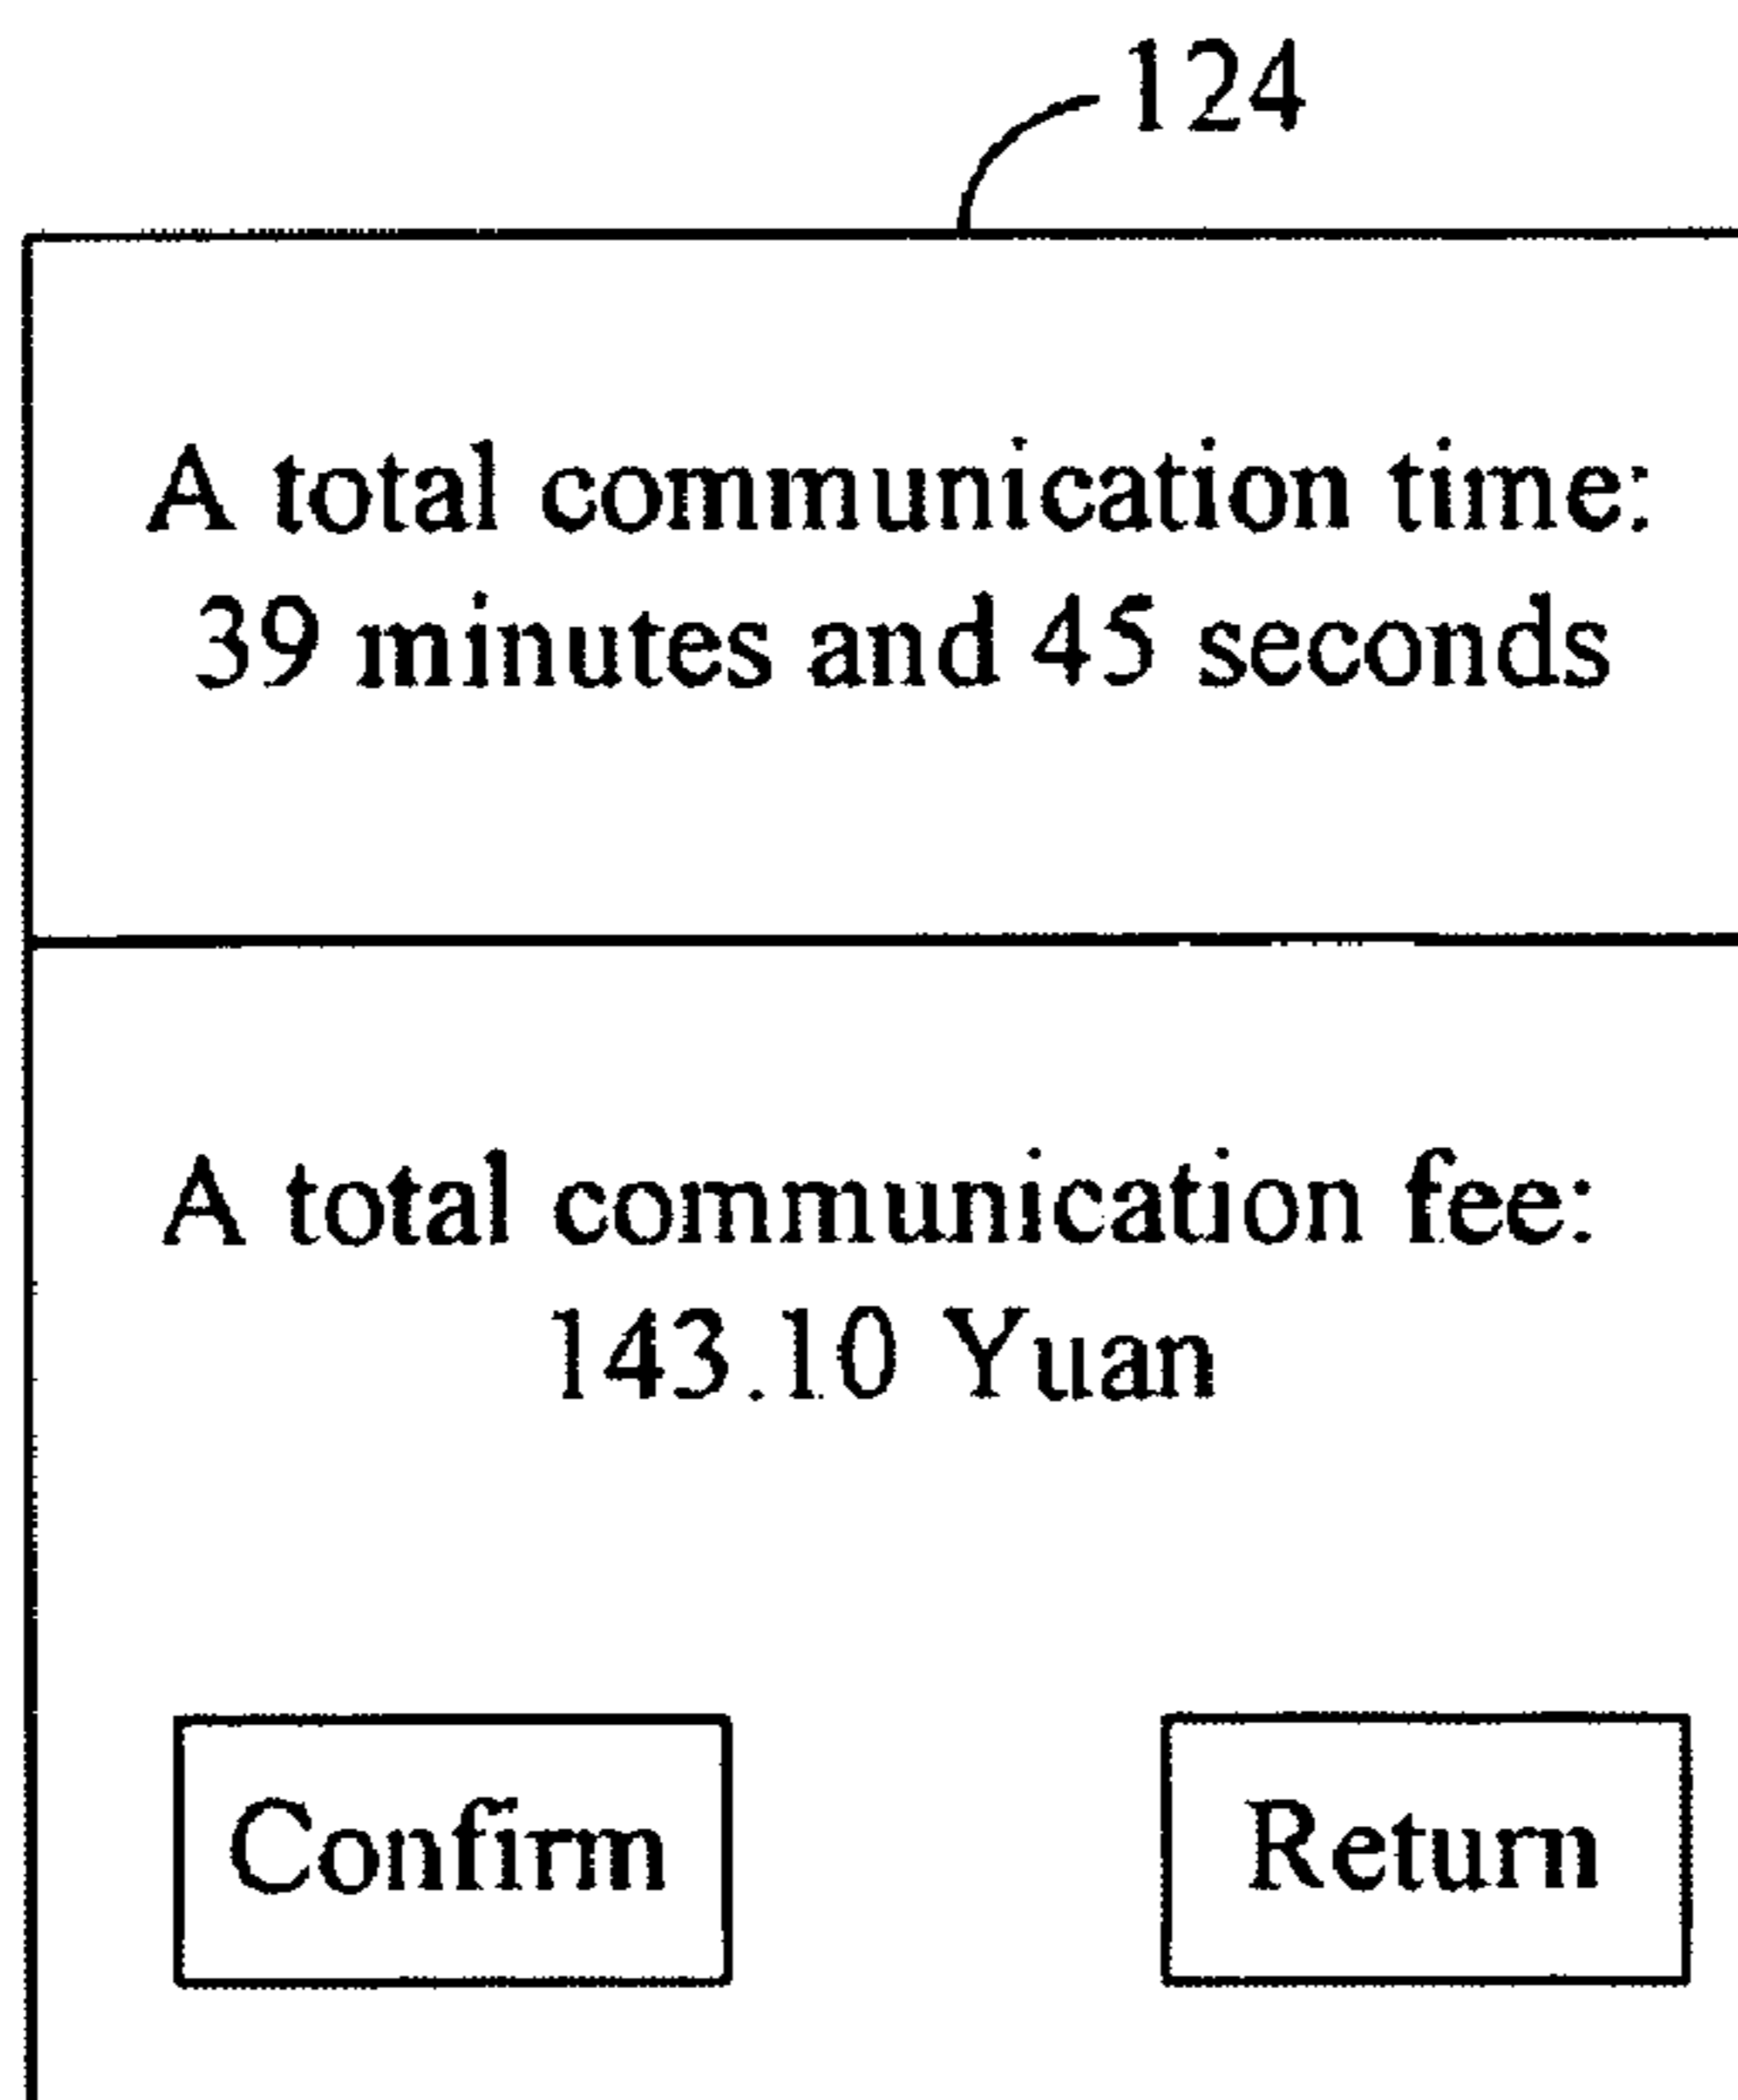 124
A total communication time:
39 minutes and 45 seconds
A total communication fee:
143.10 Yuan
Confirm
Return